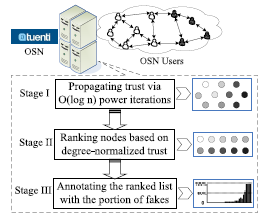 tuenti
OSN
OSN Users
Stage I
Propagating trust via
O(log n) power iterations
Stage II
Ranking nodes based on
degree-normalized trust
Stage III
Annotating the ranked list
with the portion of fakes